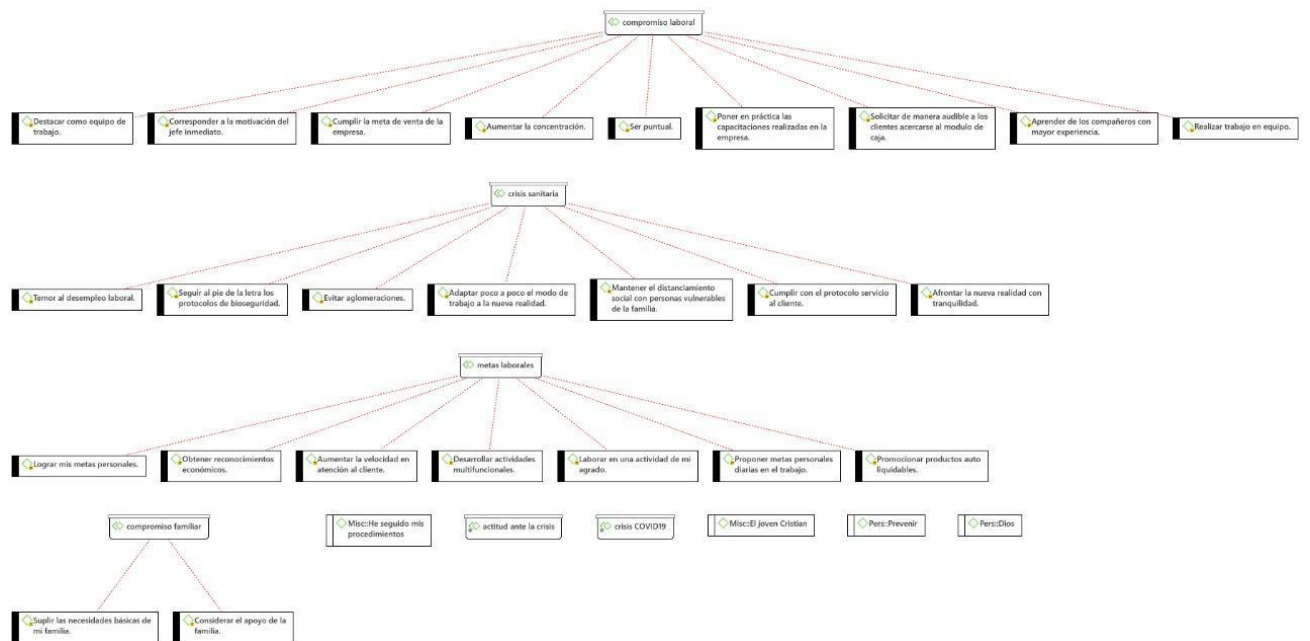 compromiso laboral
Destacar como equipo de
trabajo.
Corresponder a la motivación del
jefe inmediato.
Cumplir la meta de venta de la
empresa.
Aumentar la concentración.
Ser puntual.
Poner en práctica las
capacitaciones realizadas en la
empresa.
Solicitar de manera audible a los
clientes acercarse al modulo de
caja.
Aprender de los compañeros con
mayor experiencia.
Realizar trabajo en equipo.
crisis sanitaria
Temor al desempleo laboral.
Seguir al pie de la letra los
protocolos de bioseguridad.
Evitar aglomeraciones.
Adaptar poco a poco el modo de
trabajo a la nueva realidad.
Mantener el distanciamiento
social con personas vulnerables
de la familia.
Cumplir con el protocolo servicio
al cliente.
Afrontar la nueva realidad con
tranquilidad.
metas laborales
Lograr mis metas personales.
Obtener reconocimientos
económicos.
Aumentar la velocidad en
atención al cliente.
Desarrollar actividades
multifuncionales.
Laborar en una actividad de mi
agrado.
Proponer metas personales
diarias en el trabajo.
Promocionar productos auto
liquidables.
compromiso familiar
Misc::He seguido mis
procedimientos
actitud ante la crisis
crisis COVID19
Misc::El joven Cristian
Pers::Prevenir
Pers::Dios
Suplir las necesidades básicas de
mi familia.
Considerar el apoyo de la
familia.